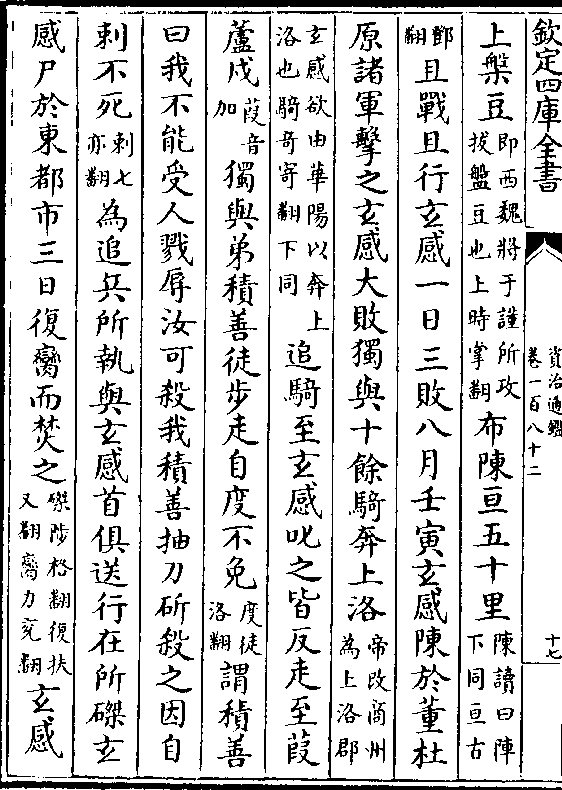 欽定四庫全書
資治通鑑
卷一百八十二
十七
上槃豆即西魏將于謹所攻拔盤豆也上時掌翻布陳亘五十里陳讀曰陣下同亘古
鄧翻且戰且行玄感一日三敗八月壬寅玄感陳於董杜
原諸軍擊之玄感大敗獨與十餘騎奔上洛帝改商州為上洛郡
玄感欲由華陽以奔上洛也騎奇寄翻下同追騎至玄感叱之皆反走至葭
蘆戍葭音加獨與弟積善徒步走自度不免度徒洛翻謂積善
曰我不能受人戮辱汝可殺我積善抽刀斫殺之因自
刺不死刺七亦翻為追兵所執與玄感首俱送行在所磔玄
感尸於東都市三日復臠而焚之磔陟格翻復扶又翻臠力兖翻玄感